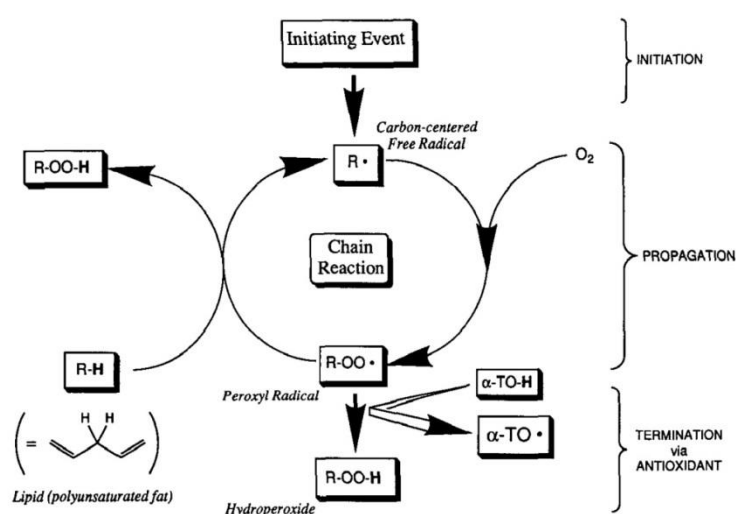 Initiating Event
INITIATION
Carbon-centered
Free Radical
R-OO-H
R •
O2
Chain
Reaction
PROPAGATION
R-H
R-OO •
Peroxyl Radical
α-TO-H
H H
(= )
α-TO •
TERMINATION
via
ANTIOXIDANT
R-OO-H
Lipid (polyunsaturated fat)
Hydroperoxide